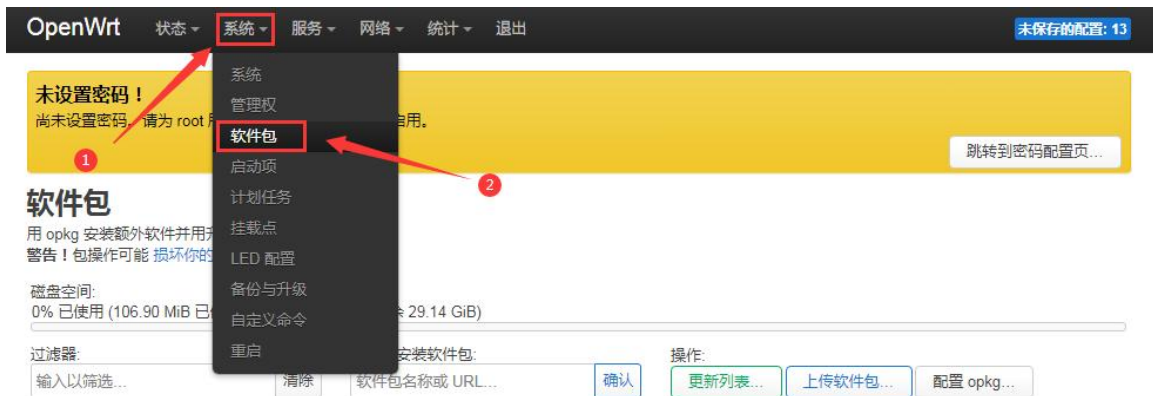 OpenWrt 状态 系统 服务 网络 统计 退出 未保存的配置: 13
系统
未设置密码！
管理权
尚未设置密码。请为 root 启用。
软件包
跳转到密码配置页...
1
启动项
2
计划任务
软件包
挂载点
用 opkg 安装额外软件并用
警告！包操作可能 损坏你的
LED 配置
备份与升级
磁盘空间:
0% 已使用 (106.90 MiB 已 29.14 GiB)
自定义命令
重启
过滤器: 安装软件包: 操作:
输入以筛选... 清除 软件包名称或 URL... 确认 更新列表... 上传软件包... 配置 opkg...